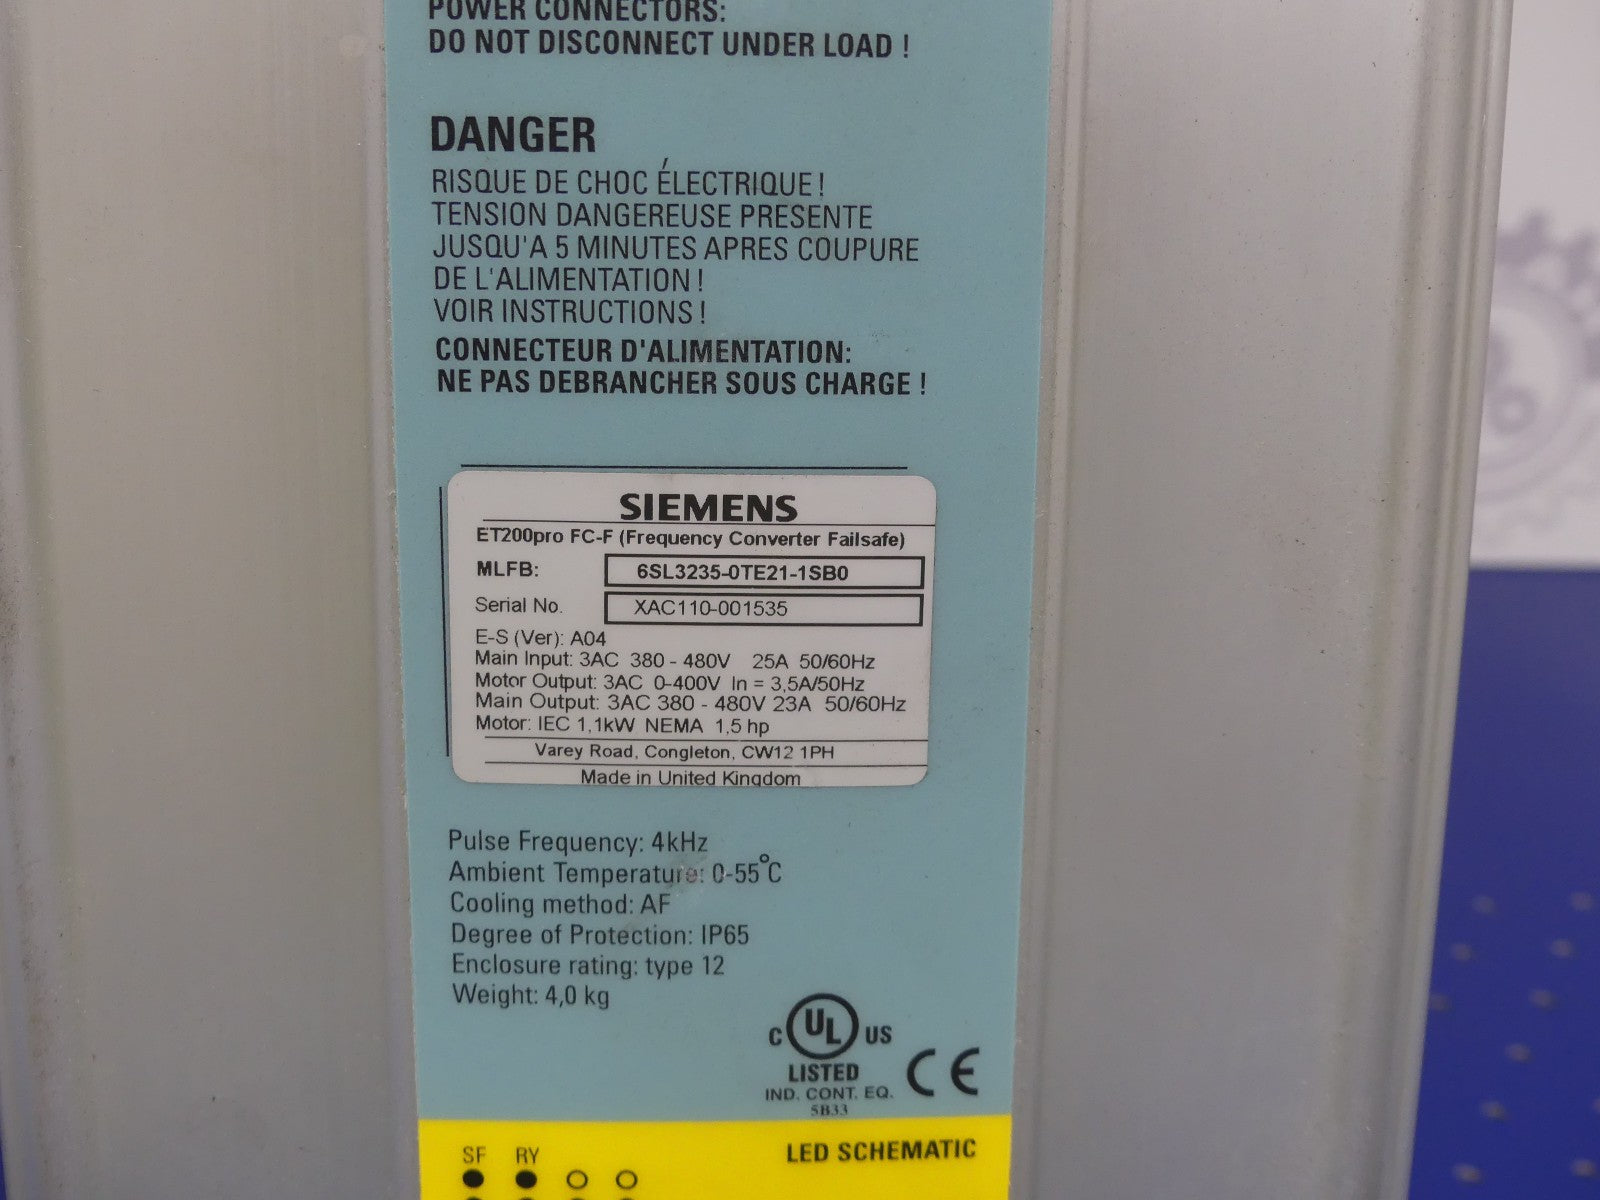 POWER CONNECTORS:
DO NOT DISCONNECT UNDER LOAD !
DANGER
RISQUE DE CHOC ÉLECTRIQUE !
TENSION DANGEREUSE PRESENTE
JUSQU'A 5 MINUTES APRES COUPURE
DE L'ALIMENTATION !
VOIR INSTRUCTIONS !
CONNECTEUR D'ALIMENTATION:
NE PAS DEBRANCHER SOUS CHARGE !
SIEMENS
ET200pro FC-F (Frequency Converter Failsafe)
MLFB: 6SL3235-0TE21-1SB0
Serial No. XAC110-001535
E-S (Ver): A04
Main Input: 3AC 380 - 480V 25A 50/60Hz
Motor Output: 3AC 0-400V In = 3,5A/50Hz
Main Output: 3AC 380 - 480V 23A 50/60Hz
Motor: IEC 1,1kW NEMA 1,5 hp
Varey Road, Congleton, CW12 1PH
Made in United Kingdom
Pulse Frequency: 4kHz
Ambient Temperature: 0-55°C
Cooling method: AF
Degree of Protection: IP65
Enclosure rating: type 12
Weight: 4,0 kg
C UL US
LISTED
IND. CONT. EQ.
5B33
CE
SF RY
LED SCHEMATIC